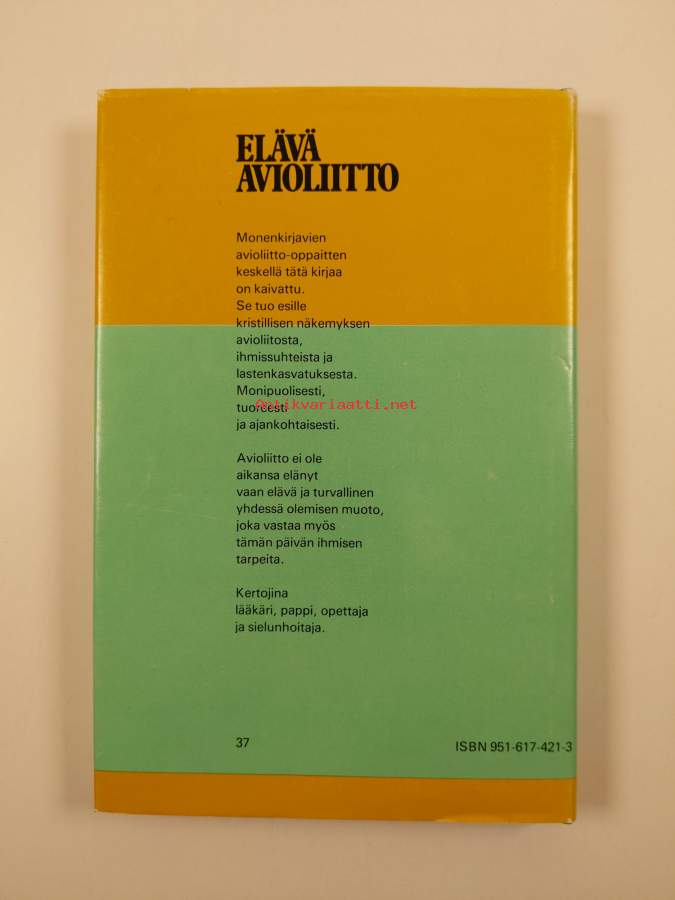 ELÄVÄ
AVIOLIITTO
Monenkirjavien
avioliitto-oppaitten
keskellä tätä kirjaa
on kaivattu.
Se tuo esille
kristillisen näkemyksen
avioliitosta,
ihmissuhteista ja
lastenkasvatuksesta.
Monipuolisesti,
Antikvariaatti.net
tuoreesti
ja ajankohtaisesti.
Avioliitto ei ole
aikansa elänyt
vaan elävä ja turvallinen
yhdessä olemisen muoto,
joka vastaa myös
tämän päivän ihmisen
tarpeita.
Kertojina
lääkäri, pappi, opettaja
ja sielunhoitaja.
37
ISBN 951-617-421-3